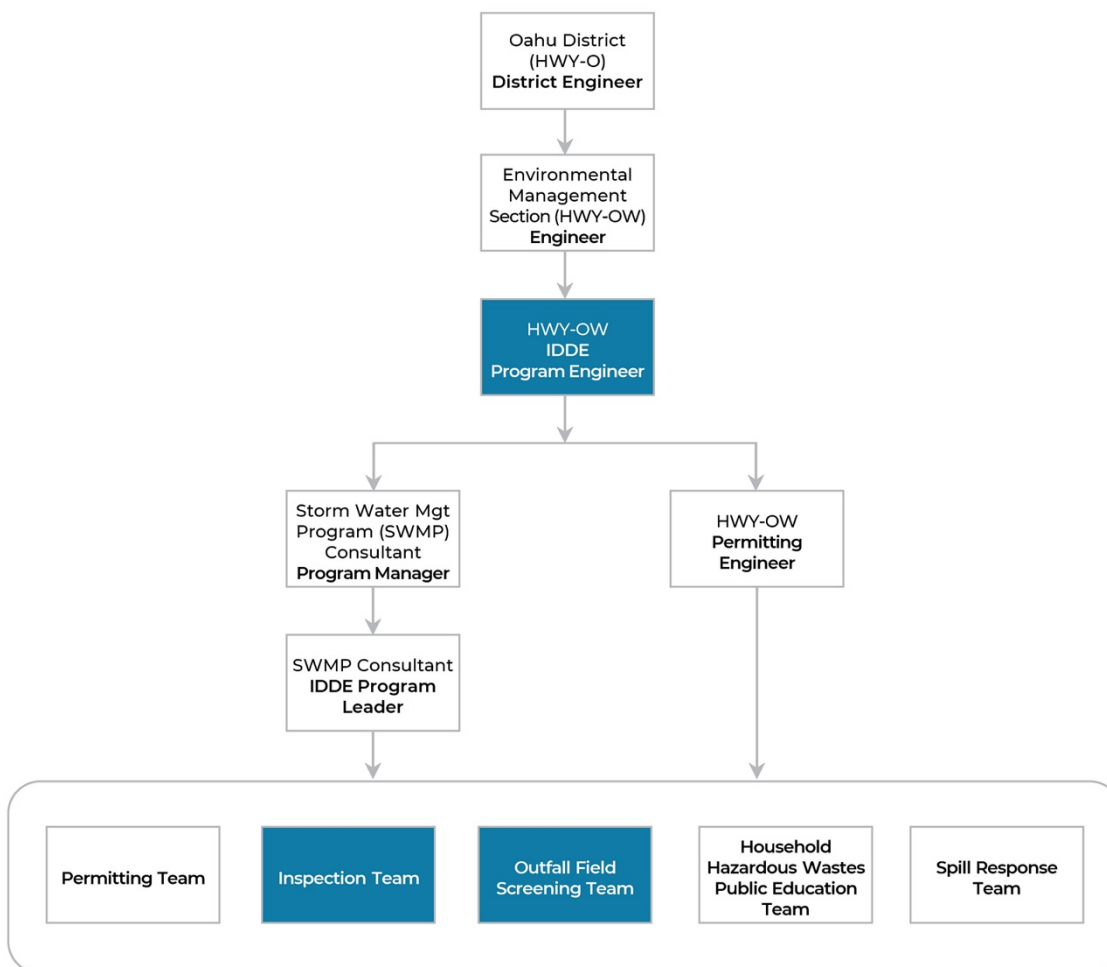 Oahu District
(HWY-O)
District Engineer
Environmental
Management
Section (HWY-OW)
Engineer
HWY-OW
IDDE
Program Engineer
Storm Water Mgt
Program (SWMP)
Consultant
Program Manager
HWY-OW
Permitting
Engineer
SWMP Consultant
IDDE Program
Leader
Permitting Team
Inspection Team
Outfall Field
Screening Team
Household
Hazardous Wastes
Public Education
Team
Spill Response
Team